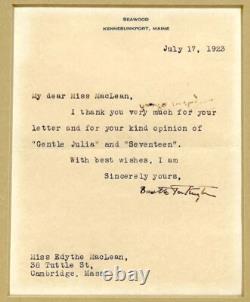 SEAWOOD
KENNEBUNKPORT, MAINE
July 17, 1923
My dear Miss MacLean,
I thank you very much for your
letter and for your kind opinion of
"Gentle Julia" and "Seventeen".
With best wishes, I am
Sincerely yours,
Booth Tarkington
Miss Edythe MacLean,
36 Tuttle St,
Cambridge, Mass